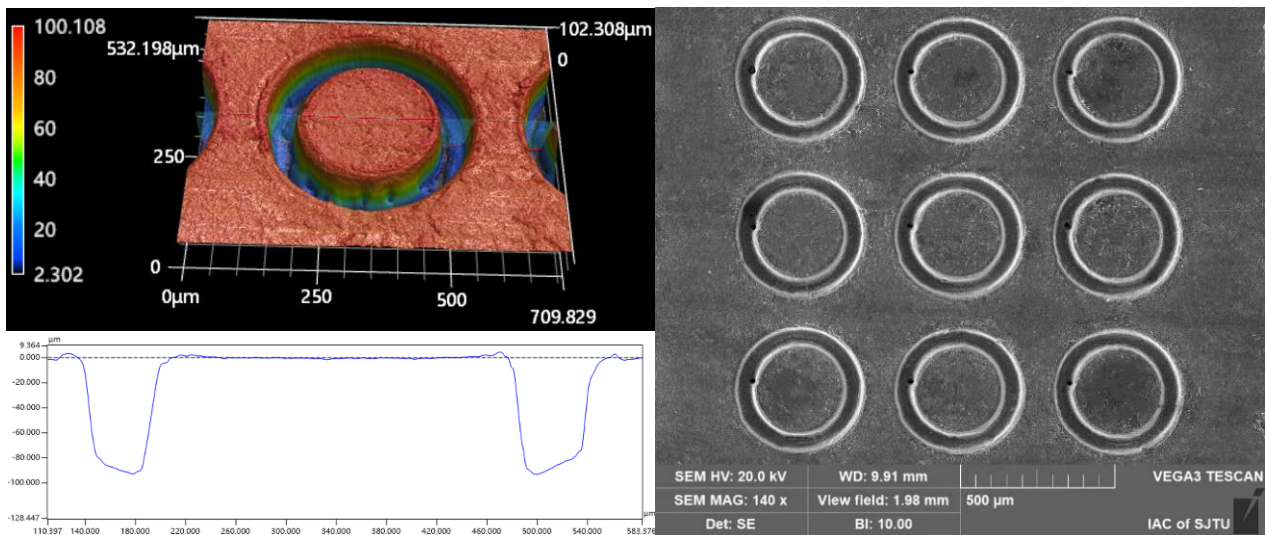 100.108
80
60
40
20
2.302
532.198µm
250
0
0µm
250
500
709.829
102.308µm
0
µm
9.364
0.000
-20.000
-40.000
-60.000
-80.000
-100.000
-128.447
110.397 140.000 180.000 220.000 260.000 300.000 340.000 380.000 420.000 460.000 500.000 540.000 583.376
µm
SEM HV: 20.0 kV WD: 9.91 mm VEGA3 TESCAN
SEM MAG: 140 x View field: 1.98 mm 500 µm
Det: SE BI: 10.00 IAC of SJTU